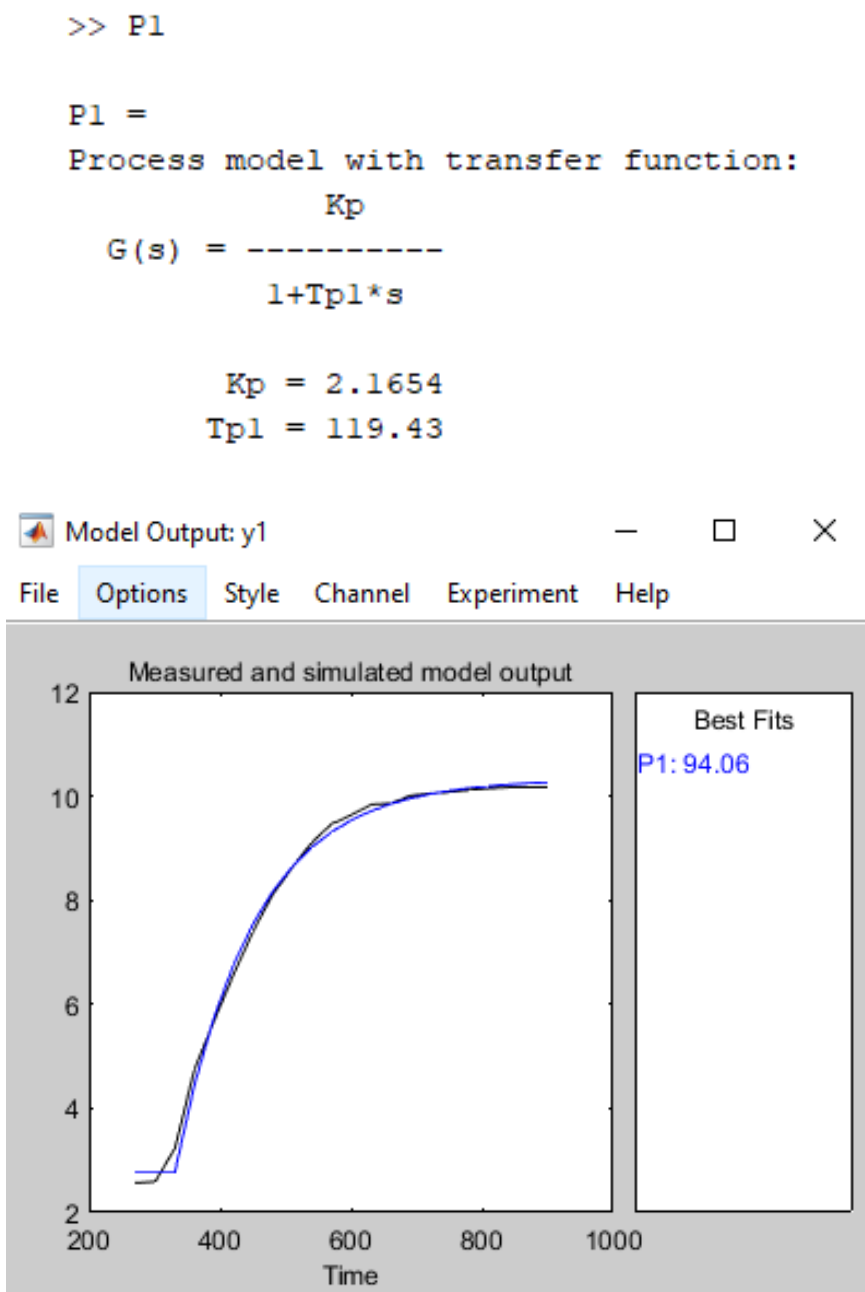 >> P1
P1 =
Process model with transfer function:
Kp
G(s) = ----------
1+Tp1*s
Kp = 2.1654
Tp1 = 119.43
Model Output: y1
File Options Style Channel Experiment Help
Measured and simulated model output
12
10
8
6
4
2
200 400 600 800 1000
Time
Best Fits
P1: 94.06